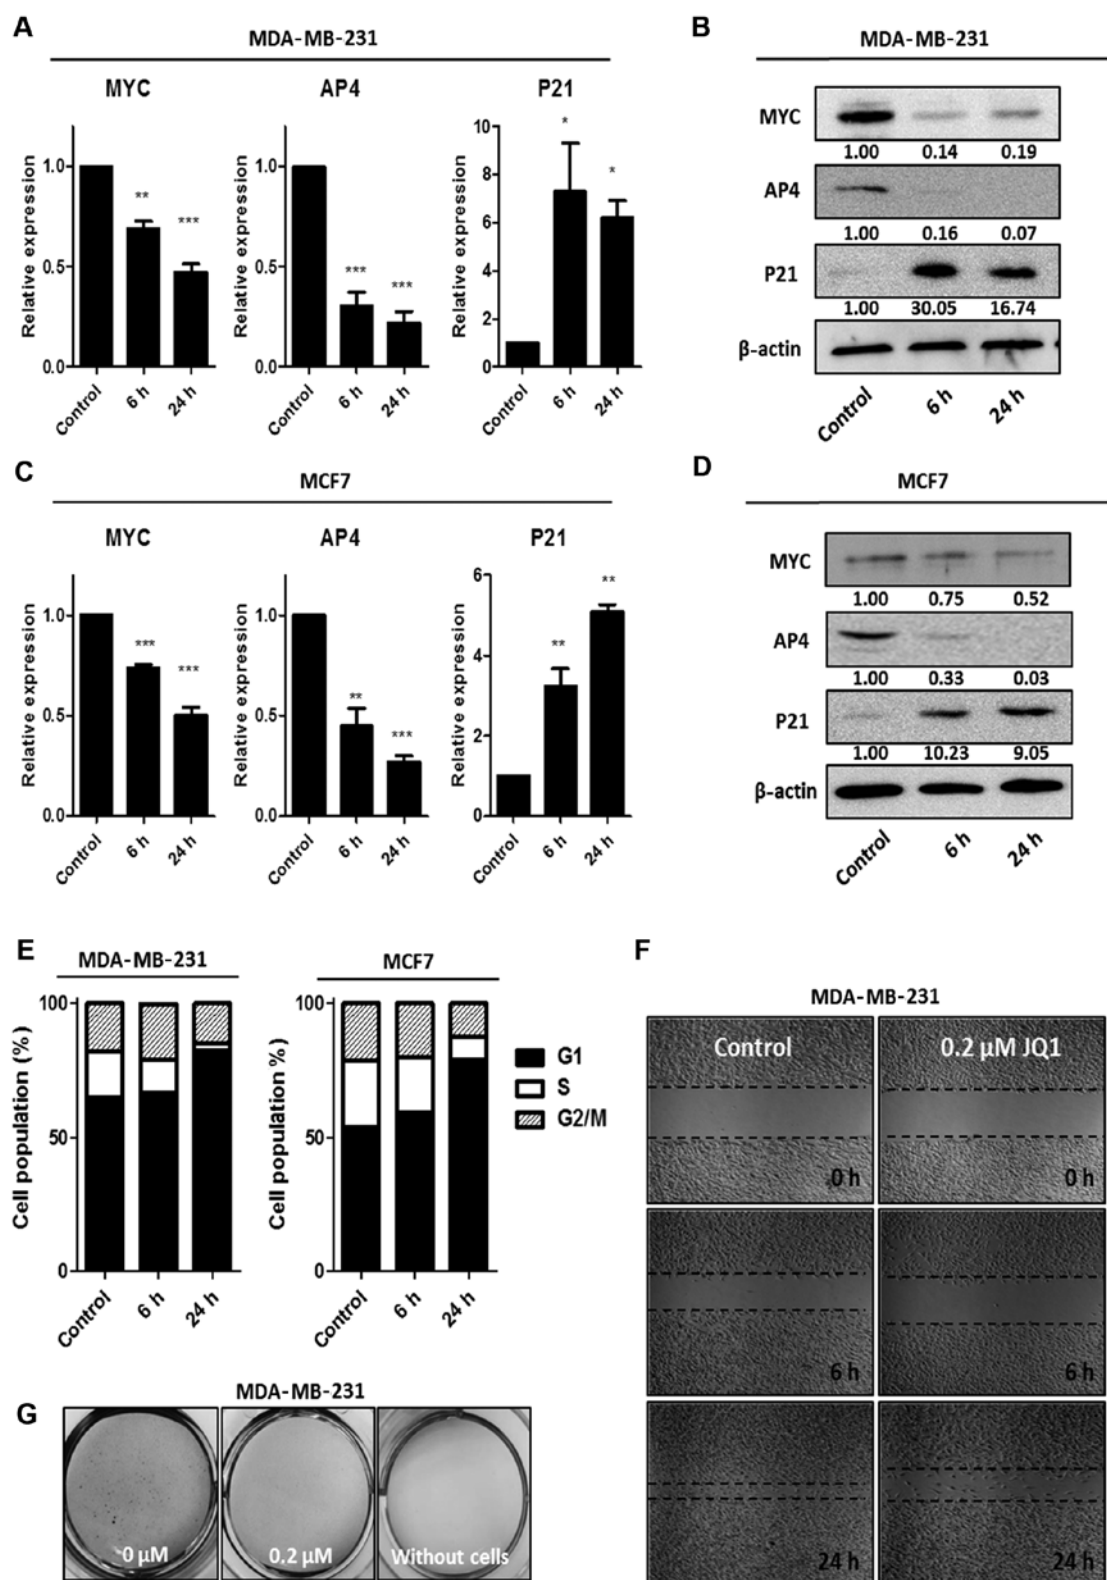 A
MDA-MB-231
MYC
AP4
P21
Relative expression
1.0
0.5
0.0
**
***
Control
6 h
24 h
Relative expression
1.0
0.5
0.0
***
***
Control
6 h
24 h
Relative expression
10
8
6
4
2
0
*
*
Control
6 h
24 h
B
MDA-MB-231
MYC
1.00 0.14 0.19
AP4
1.00 0.16 0.07
P21
1.00 30.05 16.74
β-actin
Control 6 h 24 h
C
MCF7
MYC
AP4
P21
Relative expression
1.0
0.5
0.0
***
***
Control
6 h
24 h
Relative expression
1.0
0.5
0.0
**
***
Control
6 h
24 h
Relative expression
6
4
2
0
**
**
Control
6 h
24 h
D
MCF7
MYC
1.00 0.75 0.52
AP4
1.00 0.33 0.03
P21
1.00 10.23 9.05
β-actin
Control 6 h 24 h
E
MDA-MB-231
Cell population (%)
100
50
0
Control
6 h
24 h
MCF7
Cell population %)
100
50
0
Control
6 h
24 h
G1
S
G2/M
F
MDA-MB-231
Control 0.2 μM JQ1
0 h 0 h
6 h 6 h
24 h 24 h
G
MDA-MB-231
0 μM 0.2 μM Without cells